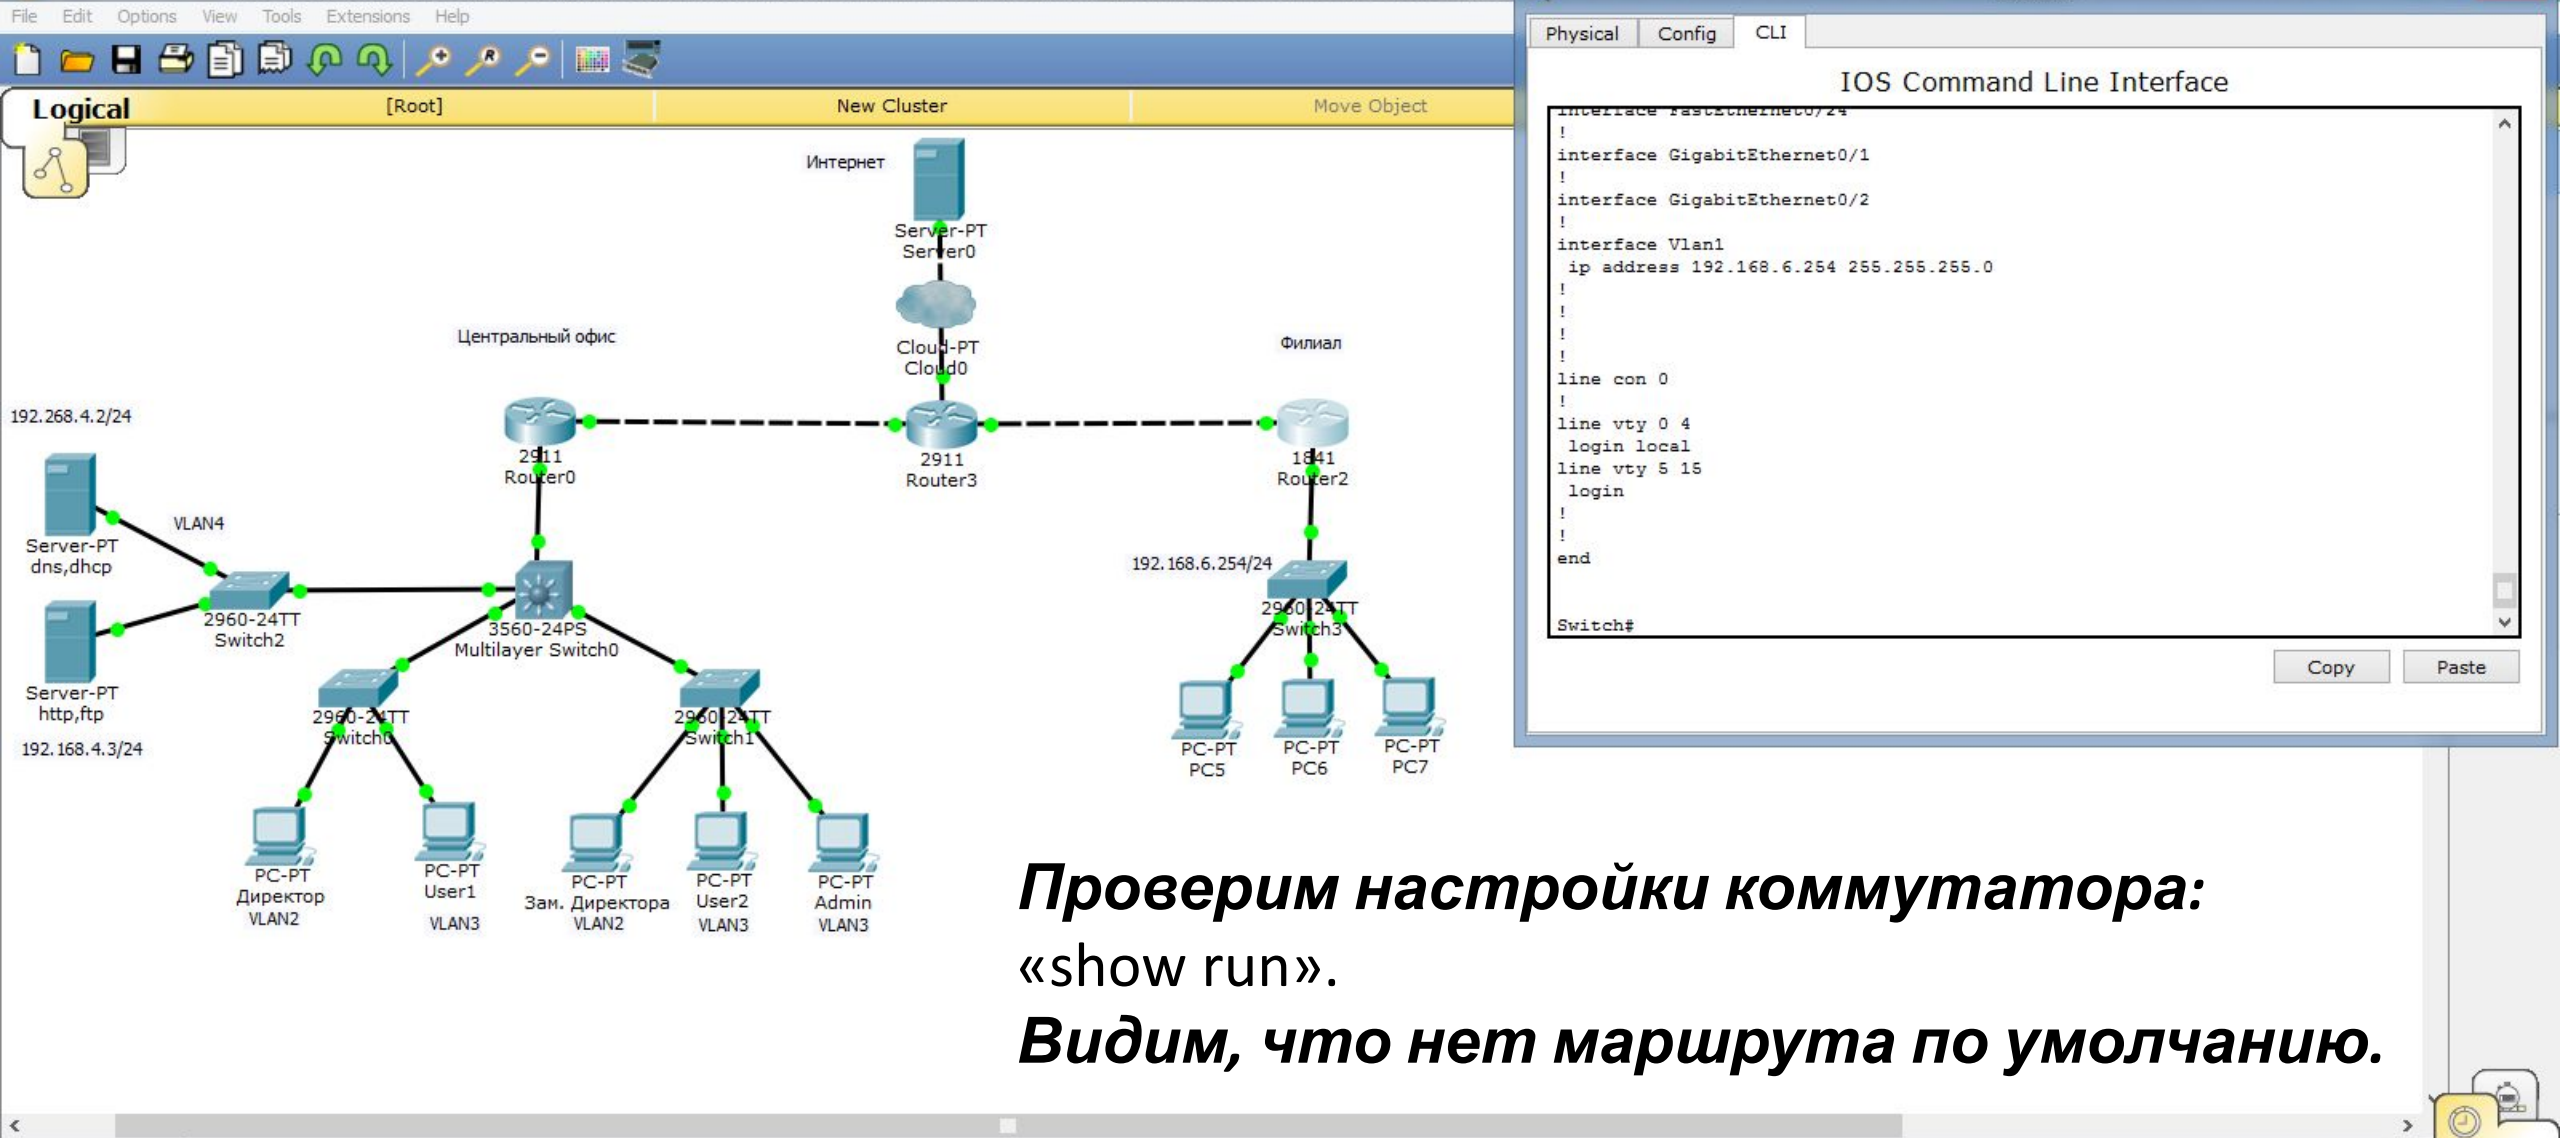 File Edit Options View Tools Extensions Help
Logical [Root] New Cluster Move Object
Интернет
Server-PT
Server0
Cloud-PT
Cloud0
Центральный офис
Филиал
192.268.4.2/24
2911
Router0
2911
Router3
1841
Router2
VLAN4
Server-PT
dns,dhcp
2960-24TT
Switch2
3560-24PS
Multilayer Switch0
192.168.6.254/24
2960-24TT
Switch3
Server-PT
http,ftp
192.168.4.3/24
2960-24TT
Switch0
2960-24TT
Switch1
PC-PT
PC5
PC-PT
PC6
PC-PT
PC7
PC-PT
Директор
VLAN2
PC-PT
User1
VLAN3
PC-PT
Зам. Директора
VLAN2
PC-PT
User2
VLAN3
PC-PT
Admin
VLAN3
Physical Config CLI
IOS Command Line Interface
interface FastEthernet0/24
!
interface GigabitEthernet0/1
!
interface GigabitEthernet0/2
!
interface Vlan1
ip address 192.168.6.254 255.255.255.0
!
!
!
!
line con 0
!
line vty 0 4
login local
line vty 5 15
login
!
!
end
Switch#
Copy Paste
Проверим настройки коммутатора:
«show run».
Видим, что нет маршрута по умолчанию.